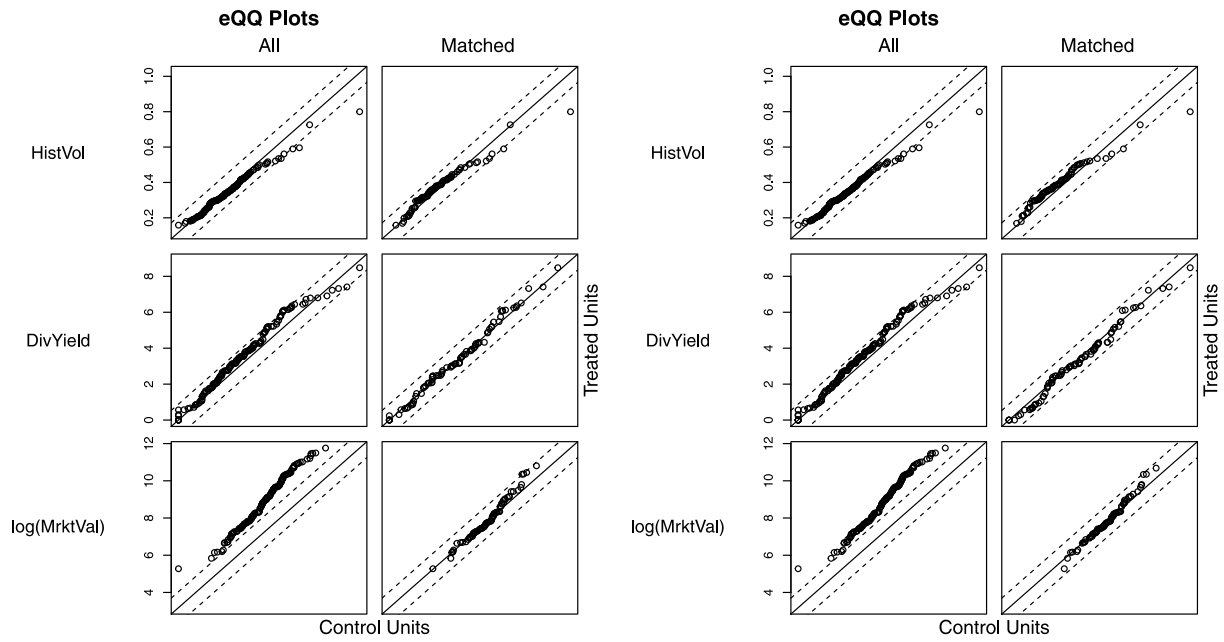 eQQ Plots
All Matched
HistVol
1.0
0.8
0.6
0.4
0.2
DivYield
8
6
4
2
0
log(MrktVal)
12
10
8
6
4
Treated Units
Control Units
eQQ Plots
All Matched
HistVol
1.0
0.8
0.6
0.4
0.2
DivYield
8
6
4
2
0
log(MrktVal)
12
10
8
6
4
Treated Units
Control Units